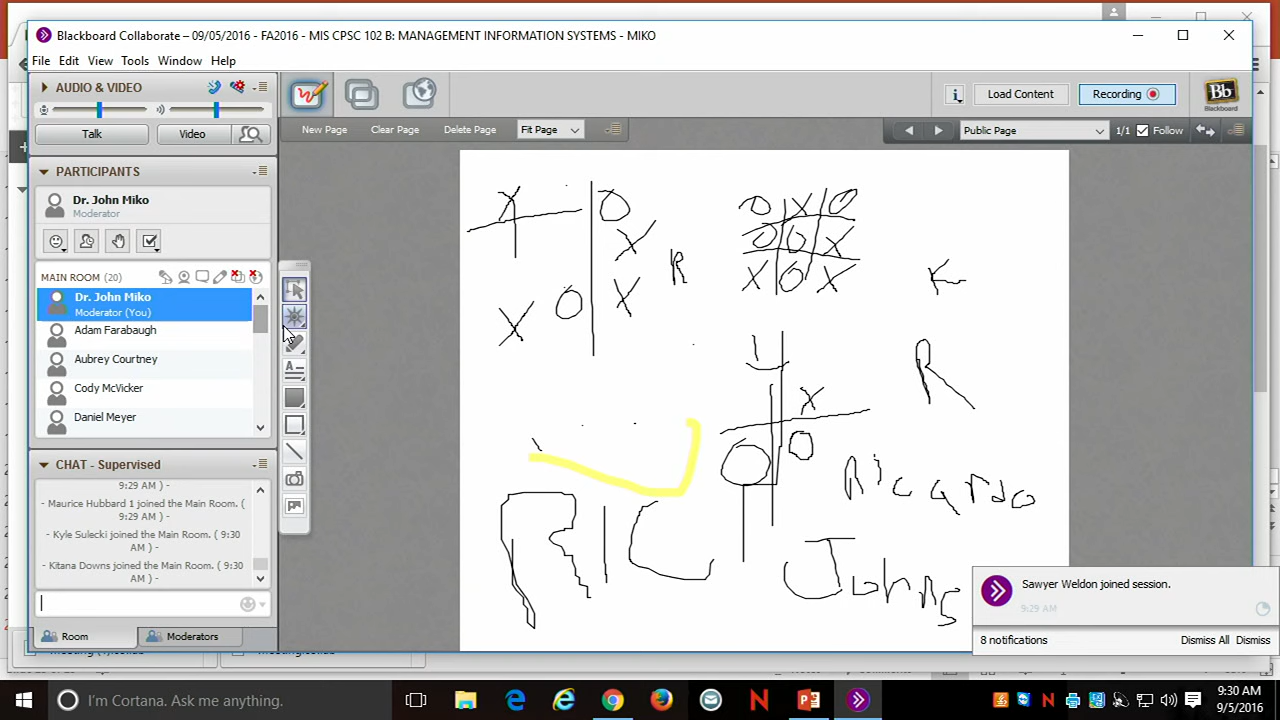 Blackboard Collaborate – 09/05/2016 - FA2016 - MIS CPSC 102 B: MANAGEMENT INFORMATION SYSTEMS - MIKO
File Edit View Tools Window Help
AUDIO & VIDEO
Talk Video
PARTICIPANTS
Dr. John Miko
Moderator
MAIN ROOM (20)
Dr. John Miko
Moderator (You)
Adam Farabaugh
Aubrey Courtney
Cody McVicker
Daniel Meyer
CHAT - Supervised
9:29 AM ) -
- Maurice Hubbard 1 joined the Main Room. (
9:29 AM ) -
- Kyle Sulecki joined the Main Room. ( 9:30
AM ) -
- Kitana Downs joined the Main Room. ( 9:30
AM ) -
Room Moderators
Load Content Recording
Bb
Blackboard
New Page Clear Page Delete Page Fit Page
Public Page 1/1 Follow
X O
X
R
X O X
O X O
O O X
X O X
K
R
X
O O
Ricardo
RIC
Johns
Sawyer Weldon joined session.
9:29 AM
8 notifications Dismiss All Dismiss
I'm Cortana. Ask me anything.
9:30 AM
9/5/2016